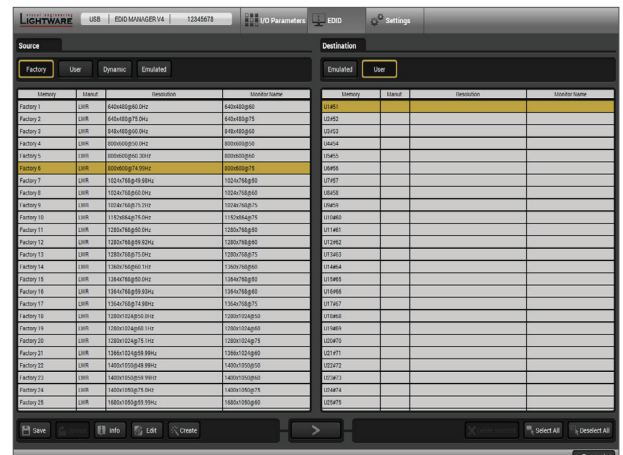 LIGHTWARE USB EDID MANAGER V4 12345678 I/O Parameters EDID Settings
Source Destination
Factory User Dynamic Emulated Emulated User
Memory Manuf Resolution Monitor Name Memory Manuf Resolution Monitor Name
Factory 1 LWR 640x480@60.0Hz 640x480@60 U1#51
Factory 2 LWR 640x480@75.0Hz 640x480@75 U2#52
Factory 3 LWR 848x480@60.0Hz 848x480@60 U3#53
Factory 4 LWR 800x600@50.0Hz 800x600@50 U4#54
Factory 5 LWR 800x600@60.30Hz 800x600@60 U5#55
Factory 6 LWR 800x600@74.99Hz 800x600@75 U6#56
Factory 7 LWR 1024x768@49.98Hz 1024x768@50 U7#57
Factory 8 LWR 1024x768@60.0Hz 1024x768@60 U8#58
Factory 9 LWR 1024x768@75.2Hz 1024x768@75 U9#59
Factory 10 LWR 1152x864@75.0Hz 1152x864@75 U10#60
Factory 11 LWR 1280x768@50.0Hz 1280x768@50 U11#61
Factory 12 LWR 1280x768@59.92Hz 1280x768@60 U12#62
Factory 13 LWR 1280x768@75.0Hz 1280x768@75 U13#63
Factory 14 LWR 1360x768@60.1Hz 1360x768@60 U14#64
Factory 15 LWR 1364x768@50.0Hz 1364x768@50 U15#65
Factory 16 LWR 1364x768@59.93Hz 1364x768@60 U16#66
Factory 17 LWR 1364x768@74.98Hz 1364x768@75 U17#67
Factory 18 LWR 1280x1024@50.0Hz 1280x1024@50 U18#68
Factory 19 LWR 1280x1024@60.1Hz 1280x1024@60 U19#69
Factory 20 LWR 1280x1024@75.1Hz 1280x1024@75 U20#70
Factory 21 LWR 1366x1024@59.99Hz 1366x1024@60 U21#71
Factory 22 LWR 1400x1050@49.99Hz 1400x1050@50 U22#72
Factory 23 LWR 1400x1050@59.99Hz 1400x1050@60 U23#73
Factory 24 LWR 1400x1050@75.0Hz 1400x1050@75 U24#74
Factory 25 LWR 1680x1050@59.99Hz 1680x1050@60 U25#75
Save Info Edit Create > Select All Deselect All